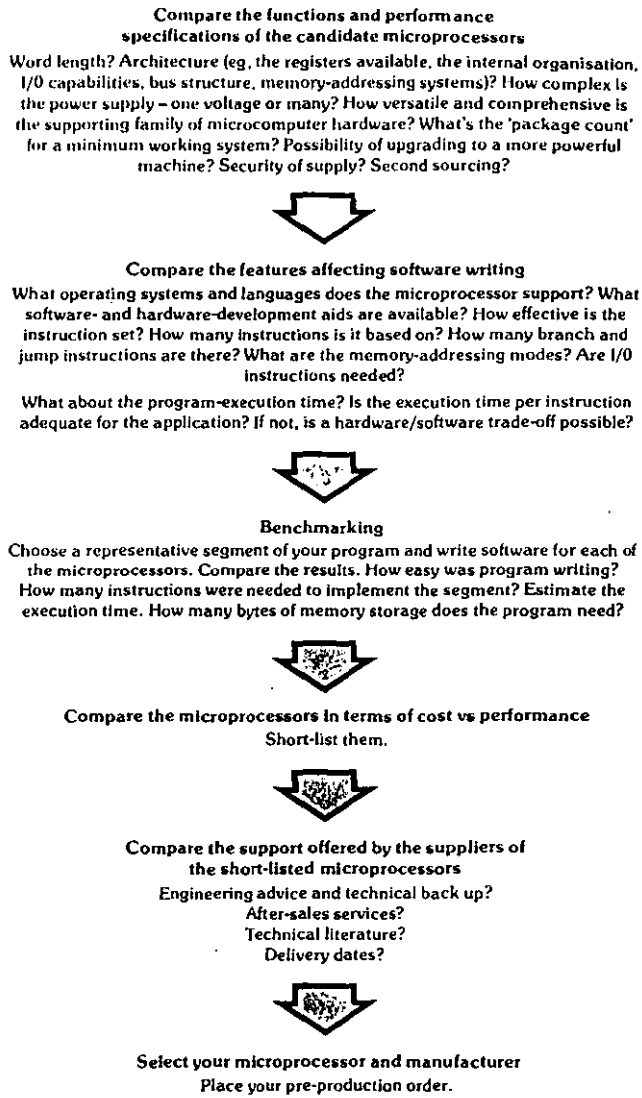 Compare the functions and performance
specifications of the candidate microprocessors
Word length? Architecture (eg, the registers available, the internal organisation,
I/0 capabilities, bus structure, memory-addressing systems)? How complex is
the power supply – one voltage or many? How versatile and comprehensive is
the supporting family of microcomputer hardware? What's the 'package count'
for a minimum working system? Possibility of upgrading to a more powerful
machine? Security of supply? Second sourcing?
Compare the features affecting software writing
What operating systems and languages does the microprocessor support? What
software- and hardware-development aids are available? How effective is the
instruction set? How many instructions is it based on? How many branch and
jump instructions are there? What are the memory-addressing modes? Are I/0
instructions needed?
What about the program-execution time? Is the execution time per instruction
adequate for the application? If not, is a hardware/software trade-off possible?
Benchmarking
Choose a representative segment of your program and write software for each of
the microprocessors. Compare the results. How easy was program writing?
How many instructions were needed to implement the segment? Estimate the
execution time. How many bytes of memory storage does the program need?
Compare the microprocessors in terms of cost vs performance
Short-list them.
Compare the support offered by the suppliers of
the short-listed microprocessors
Engineering advice and technical back up?
After-sales services?
Technical literature?
Delivery dates?
Select your microprocessor and manufacturer
Place your pre-production order.